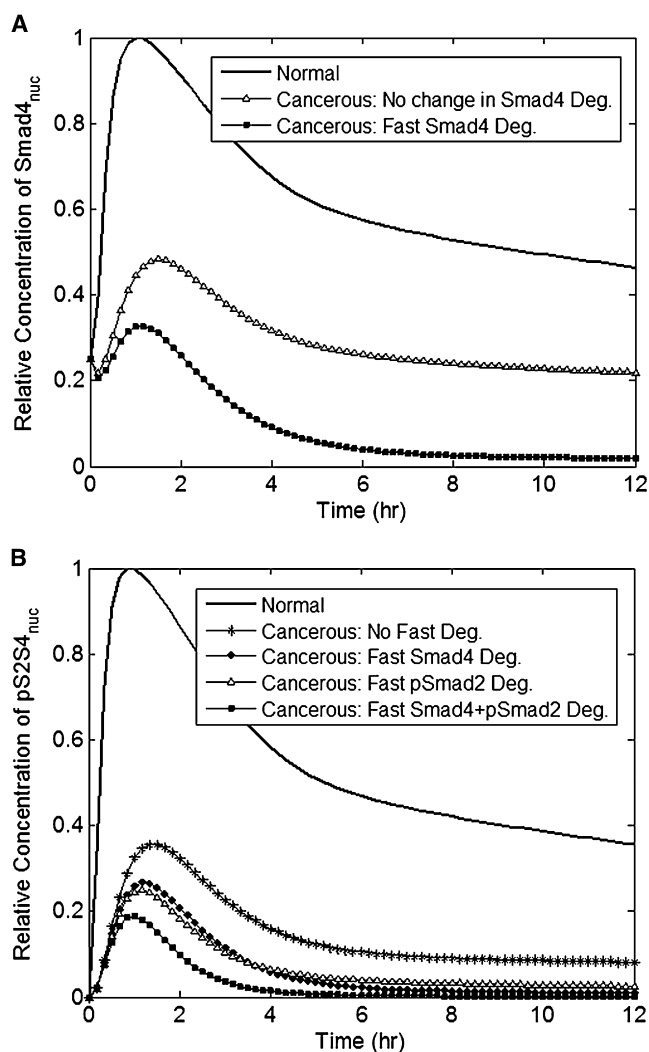 A
Relative Concentration of Smad4nuc
1
0.8
0.6
0.4
0.2
0
Normal
Cancerous: No change in Smad4 Deg.
Cancerous: Fast Smad4 Deg.
0 2 4 6 8 10 12
Time (hr)
B
Relative Concentration of pS2S4nuc
1
0.8
0.6
0.4
0.2
0
Normal
Cancerous: No Fast Deg.
Cancerous: Fast Smad4 Deg.
Cancerous: Fast pSmad2 Deg.
Cancerous: Fast Smad4+pSmad2 Deg.
0 2 4 6 8 10 12
Time (hr)